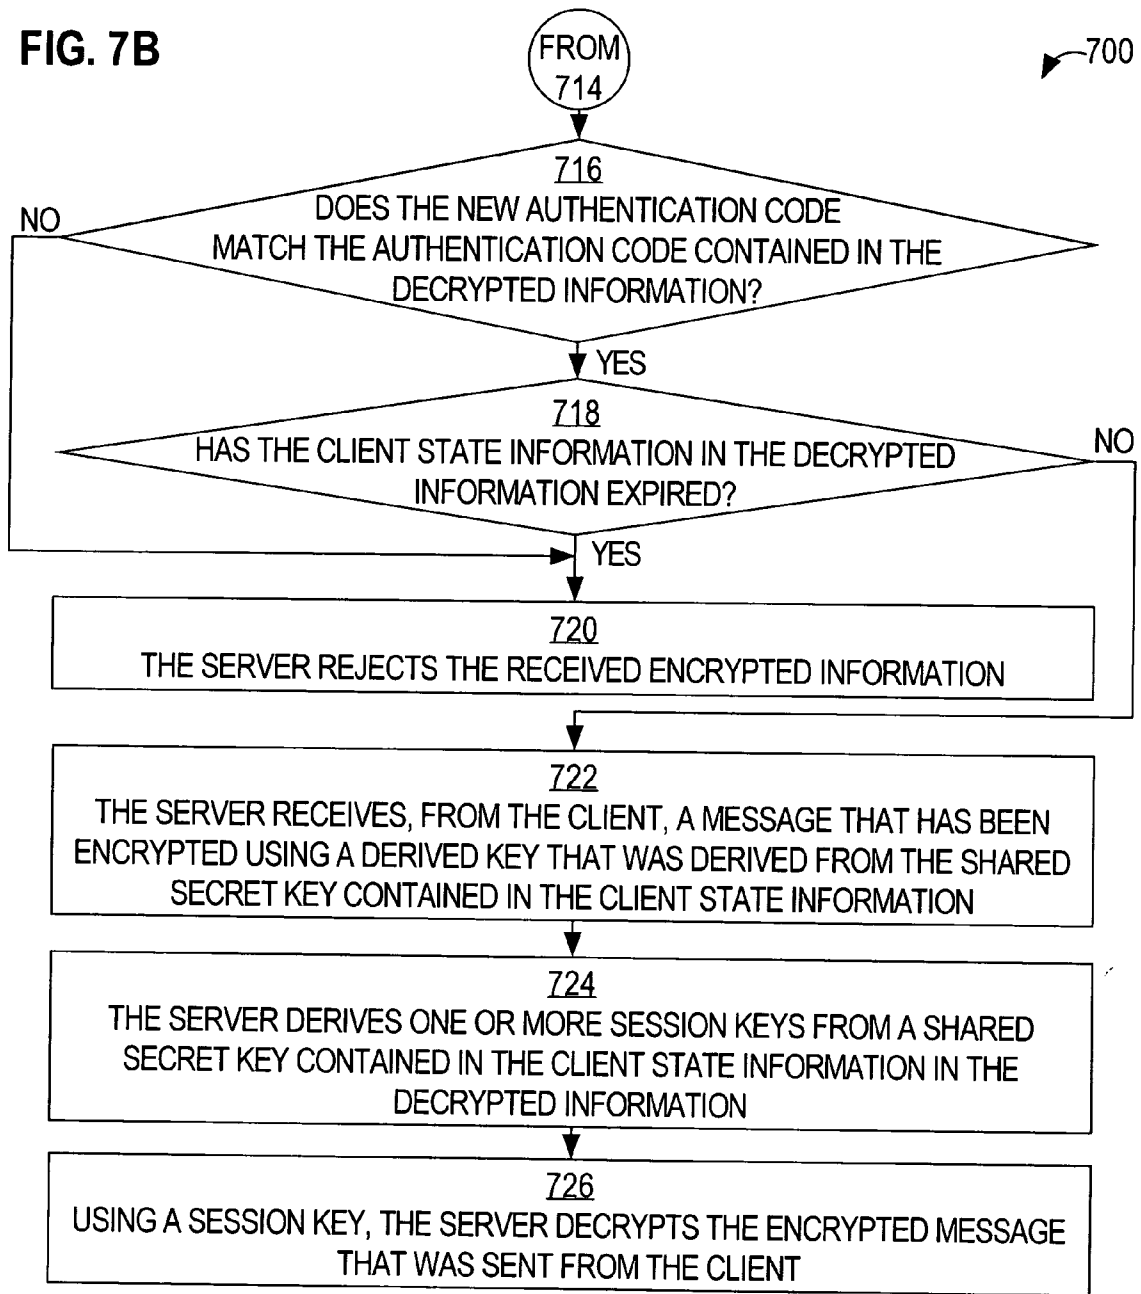 FIG. 7B
FROM
714
700
716
DOES THE NEW AUTHENTICATION CODE
MATCH THE AUTHENTICATION CODE CONTAINED IN THE
DECRYPTED INFORMATION?
NO
YES
718
HAS THE CLIENT STATE INFORMATION IN THE DECRYPTED
INFORMATION EXPIRED?
NO
YES
720
THE SERVER REJECTS THE RECEIVED ENCRYPTED INFORMATION
722
THE SERVER RECEIVES, FROM THE CLIENT, A MESSAGE THAT HAS BEEN
ENCRYPTED USING A DERIVED KEY THAT WAS DERIVED FROM THE SHARED
SECRET KEY CONTAINED IN THE CLIENT STATE INFORMATION
724
THE SERVER DERIVES ONE OR MORE SESSION KEYS FROM A SHARED
SECRET KEY CONTAINED IN THE CLIENT STATE INFORMATION IN THE
DECRYPTED INFORMATION
726
USING A SESSION KEY, THE SERVER DECRYPTS THE ENCRYPTED MESSAGE
THAT WAS SENT FROM THE CLIENT